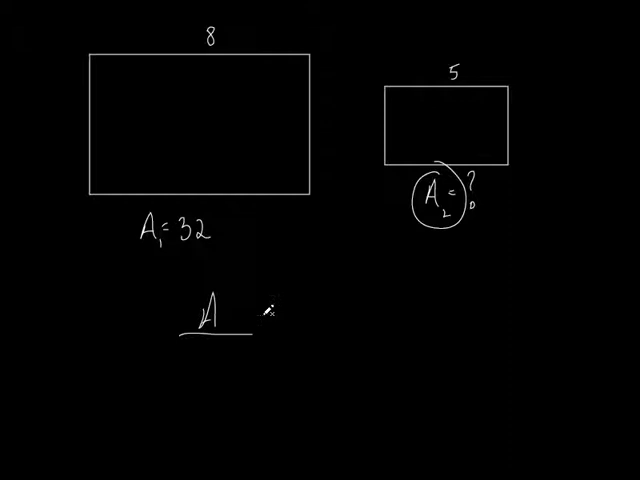 8
5
A₂ = ?
A₁ = 32
A